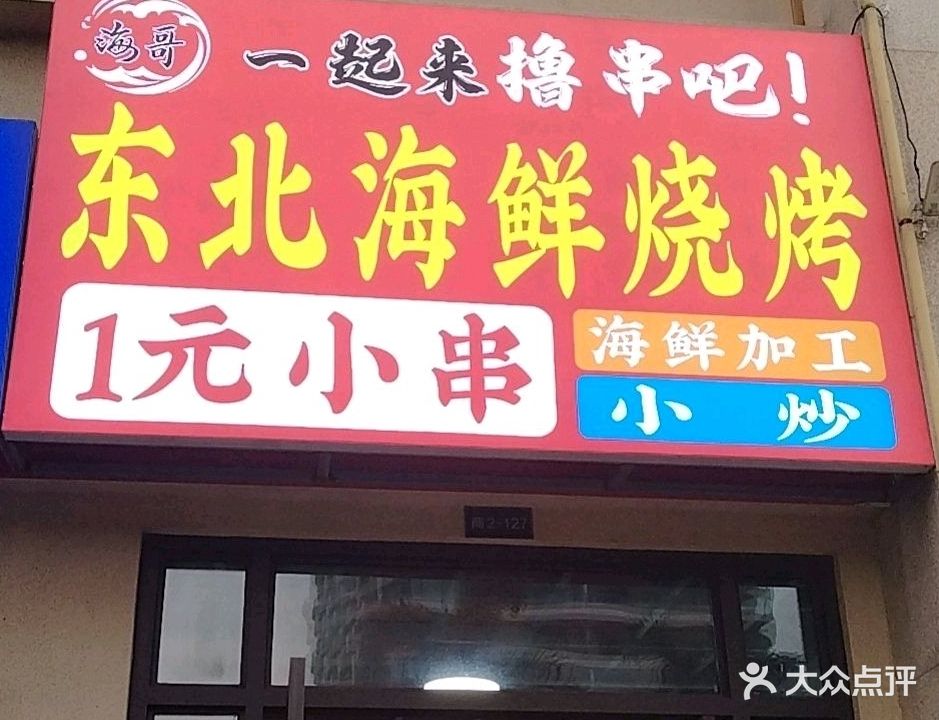 海哥
一起来撸串吧!
东北海鲜烧烤
1元小串
海鲜加工
小炒
商2-127
大众点评